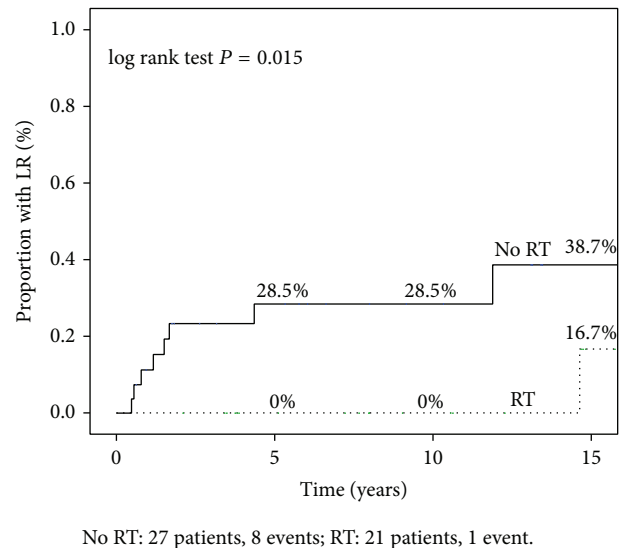 1.0
log rank test P = 0.015
0.8
0.6
Proportion with LR (%)
0.4
No RT 38.7%
28.5% 28.5%
0.2
16.7%
0% 0% RT
0.0
0 5 10 15
Time (years)
No RT: 27 patients, 8 events; RT: 21 patients, 1 event.